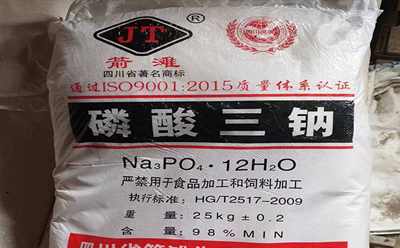 JT
®
箭滩
四川省著名商标
通过ISO9001:2015质量体系认证
磷酸三钠
Na₃PO₄·12H₂O
严禁用于食品加工和饲料加工
执行标准: HG/T2517-2009
重 量: 25kg±0.2
含 量: 98%MIN
四川省